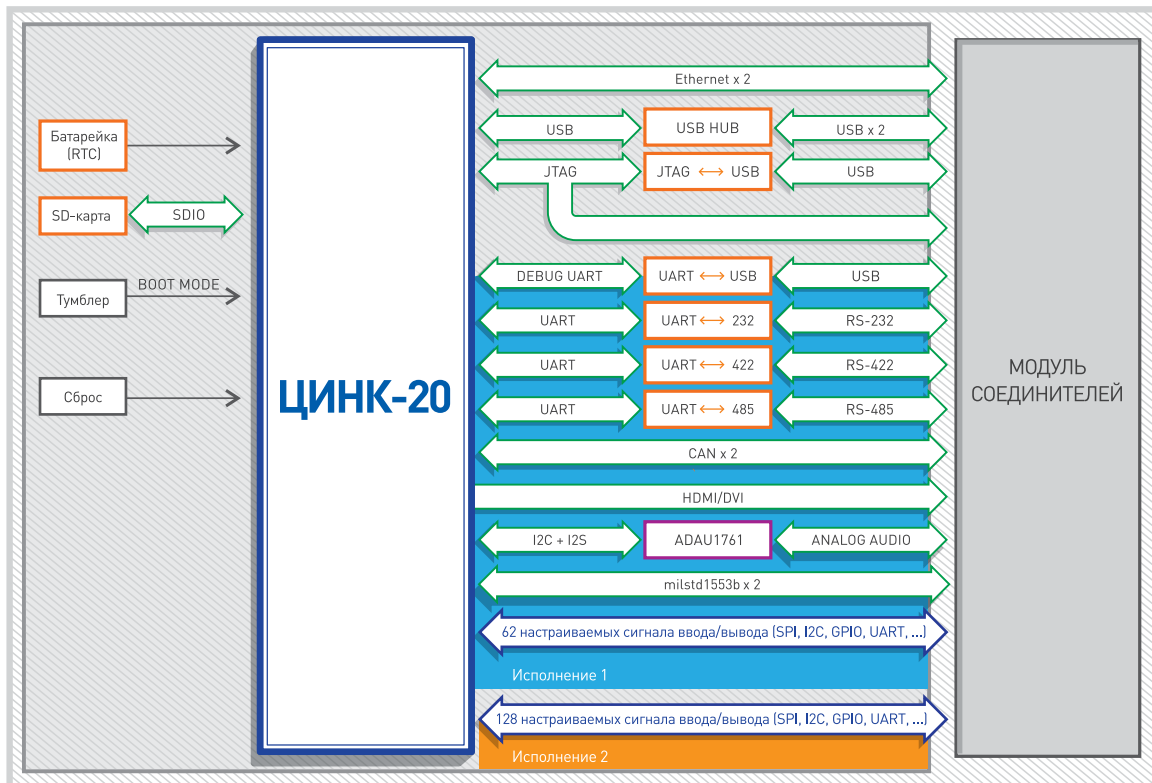 Ethernet x 2
Батарейка
(RTC)
USB
USB HUB
USB x 2
JTAG
JTAG ⟷ USB
USB
SD-карта
SDIO
Тумблер
BOOT MODE
DEBUG UART
UART ⟷ USB
USB
UART
UART ⟷ 232
RS-232
UART
UART ⟷ 422
RS-422
Сброс
ЦИНК-20
UART
UART ⟷ 485
RS-485
МОДУЛЬ
СОЕДИНИТЕЛЕЙ
CAN x 2
HDMI/DVI
I2C + I2S
ADAU1761
ANALOG AUDIO
milstd1553b x 2
62 настраиваемых сигнала ввода/вывода (SPI, I2C, GPIO, UART, ...)
Исполнение 1
128 настраиваемых сигнала ввода/вывода (SPI, I2C, GPIO, UART, ...)
Исполнение 2